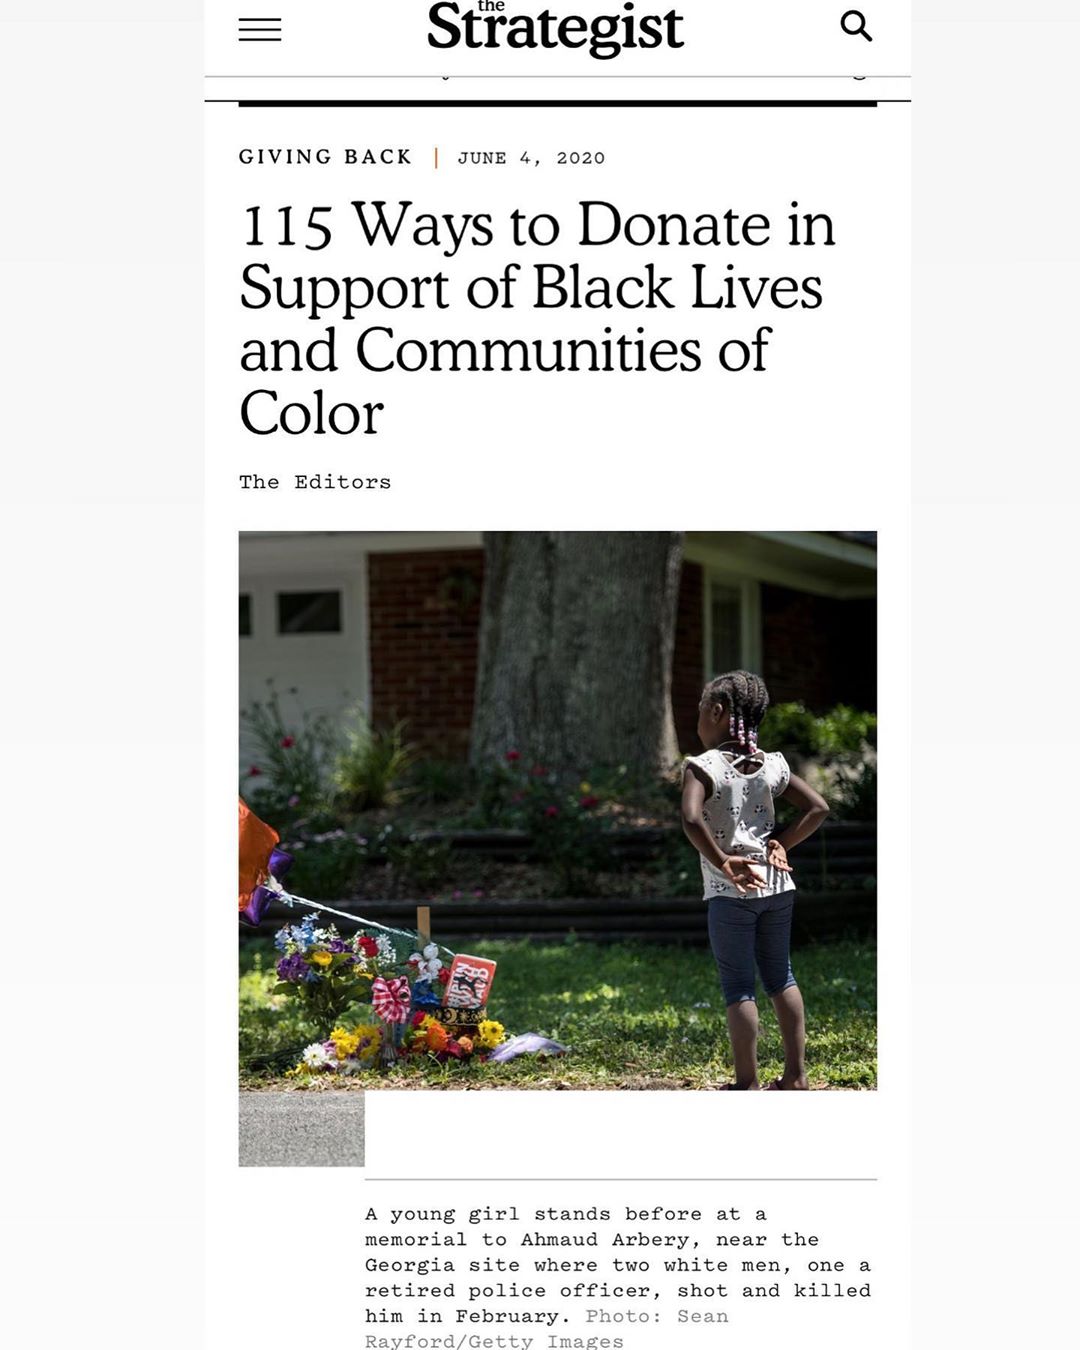 the
Strategist
GIVING BACK | JUNE 4, 2020
115 Ways to Donate in
Support of Black Lives
and Communities of
Color
The Editors
A young girl stands before at a
memorial to Ahmaud Arbery, near the
Georgia site where two white men, one a
retired police officer, shot and killed
him in February. Photo: Sean
Rayford/Getty Images